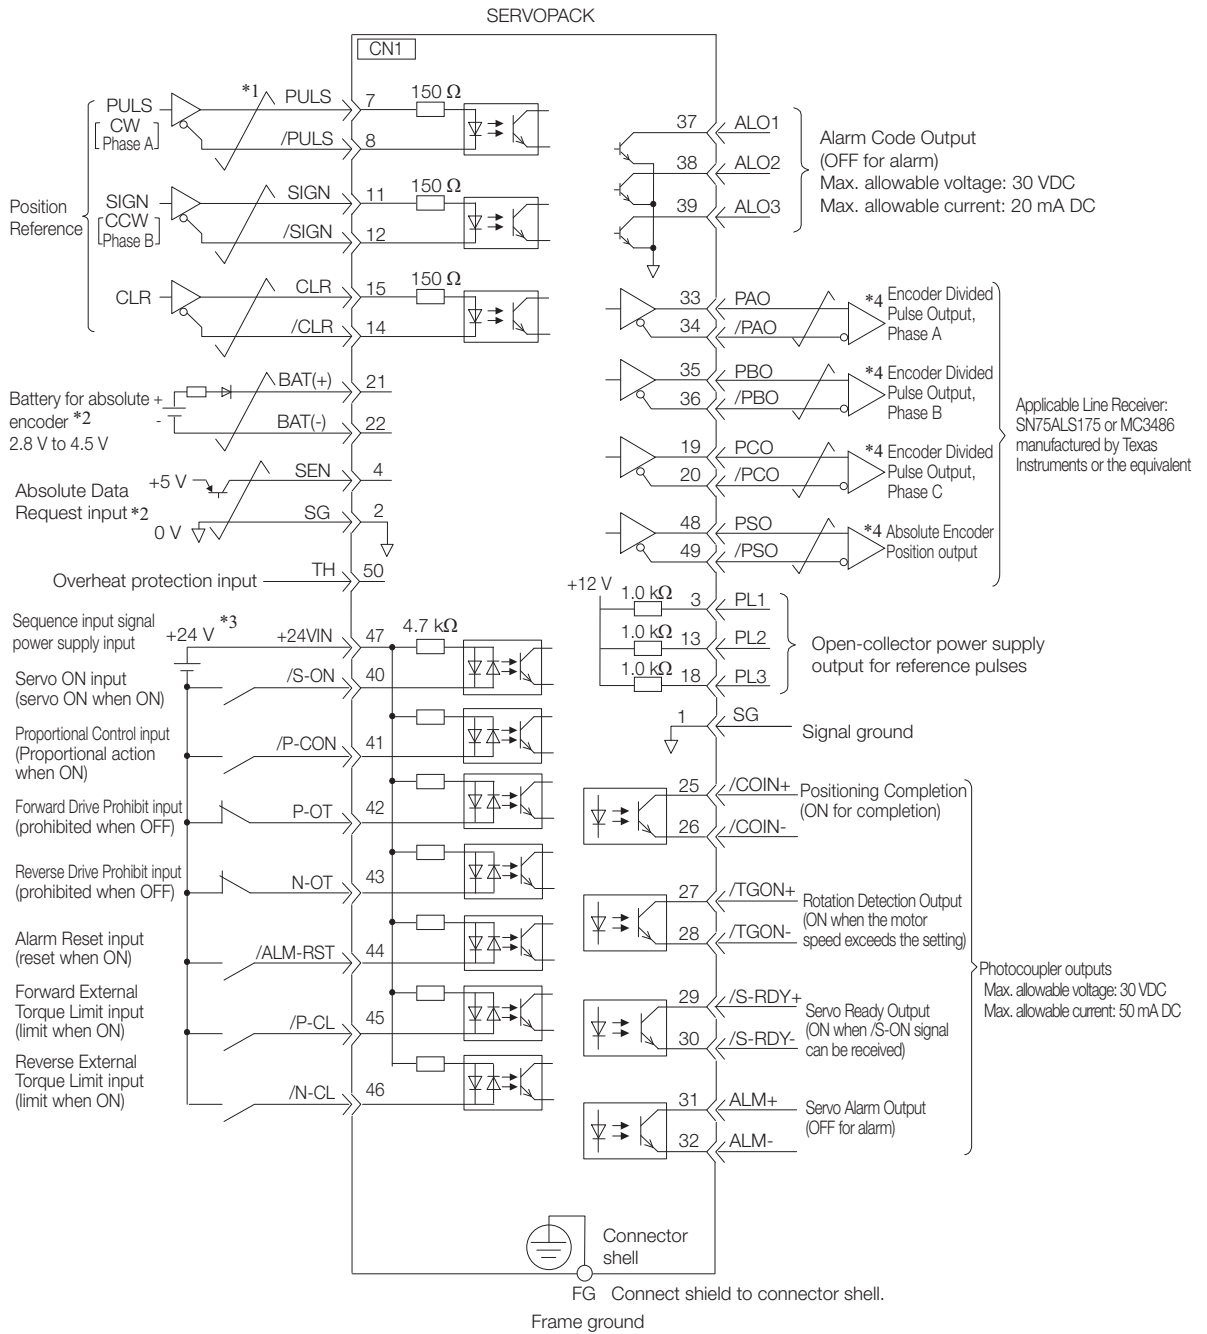 SERVOPACK
CN1
Position
Reference
PULS
CW
Phase A
*1
PULS
7
150 Ω
/PULS
8
SIGN
CCW
Phase B
SIGN
11
150 Ω
/SIGN
12
CLR
CLR
15
150 Ω
/CLR
14
Battery for absolute
encoder *2
2.8 V to 4.5 V
+
-
BAT(+)
21
BAT(-)
22
Absolute Data
Request input *2
+5 V
SEN
4
0 V
SG
2
Overheat protection input
TH
50
Sequence input signal
power supply input
+24 V *3
+24VIN
47
4.7 kΩ
Servo ON input
(servo ON when ON)
/S-ON
40
Proportional Control input
(Proportional action
when ON)
/P-CON
41
Forward Drive Prohibit input
(prohibited when OFF)
P-OT
42
Reverse Drive Prohibit input
(prohibited when OFF)
N-OT
43
Alarm Reset input
(reset when ON)
/ALM-RST
44
Forward External
Torque Limit input
(limit when ON)
/P-CL
45
Reverse External
Torque Limit input
(limit when ON)
/N-CL
46
37
ALO1
38
ALO2
39
ALO3
Alarm Code Output
(OFF for alarm)
Max. allowable voltage: 30 VDC
Max. allowable current: 20 mA DC
33
PAO
34
/PAO
*4 Encoder Divided
Pulse Output,
Phase A
35
PBO
36
/PBO
*4 Encoder Divided
Pulse Output,
Phase B
19
PCO
20
/PCO
*4 Encoder Divided
Pulse Output,
Phase C
48
PSO
49
/PSO
*4 Absolute Encoder
Position output
Applicable Line Receiver:
SN75ALS175 or MC3486
manufactured by Texas
Instruments or the equivalent
+12 V
1.0 kΩ
3
PL1
1.0 kΩ
13
PL2
1.0 kΩ
18
PL3
Open-collector power supply
output for reference pulses
1
SG
Signal ground
25
/COIN+
26
/COIN-
Positioning Completion
(ON for completion)
27
/TGON+
28
/TGON-
Rotation Detection Output
(ON when the motor
speed exceeds the setting)
29
/S-RDY+
30
/S-RDY-
Servo Ready Output
(ON when /S-ON signal
can be received)
31
ALM+
32
ALM-
Servo Alarm Output
(OFF for alarm)
Photocoupler outputs
Max. allowable voltage: 30 VDC
Max. allowable current: 50 mA DC
Connector
shell
FG
Connect shield to connector shell.
Frame ground